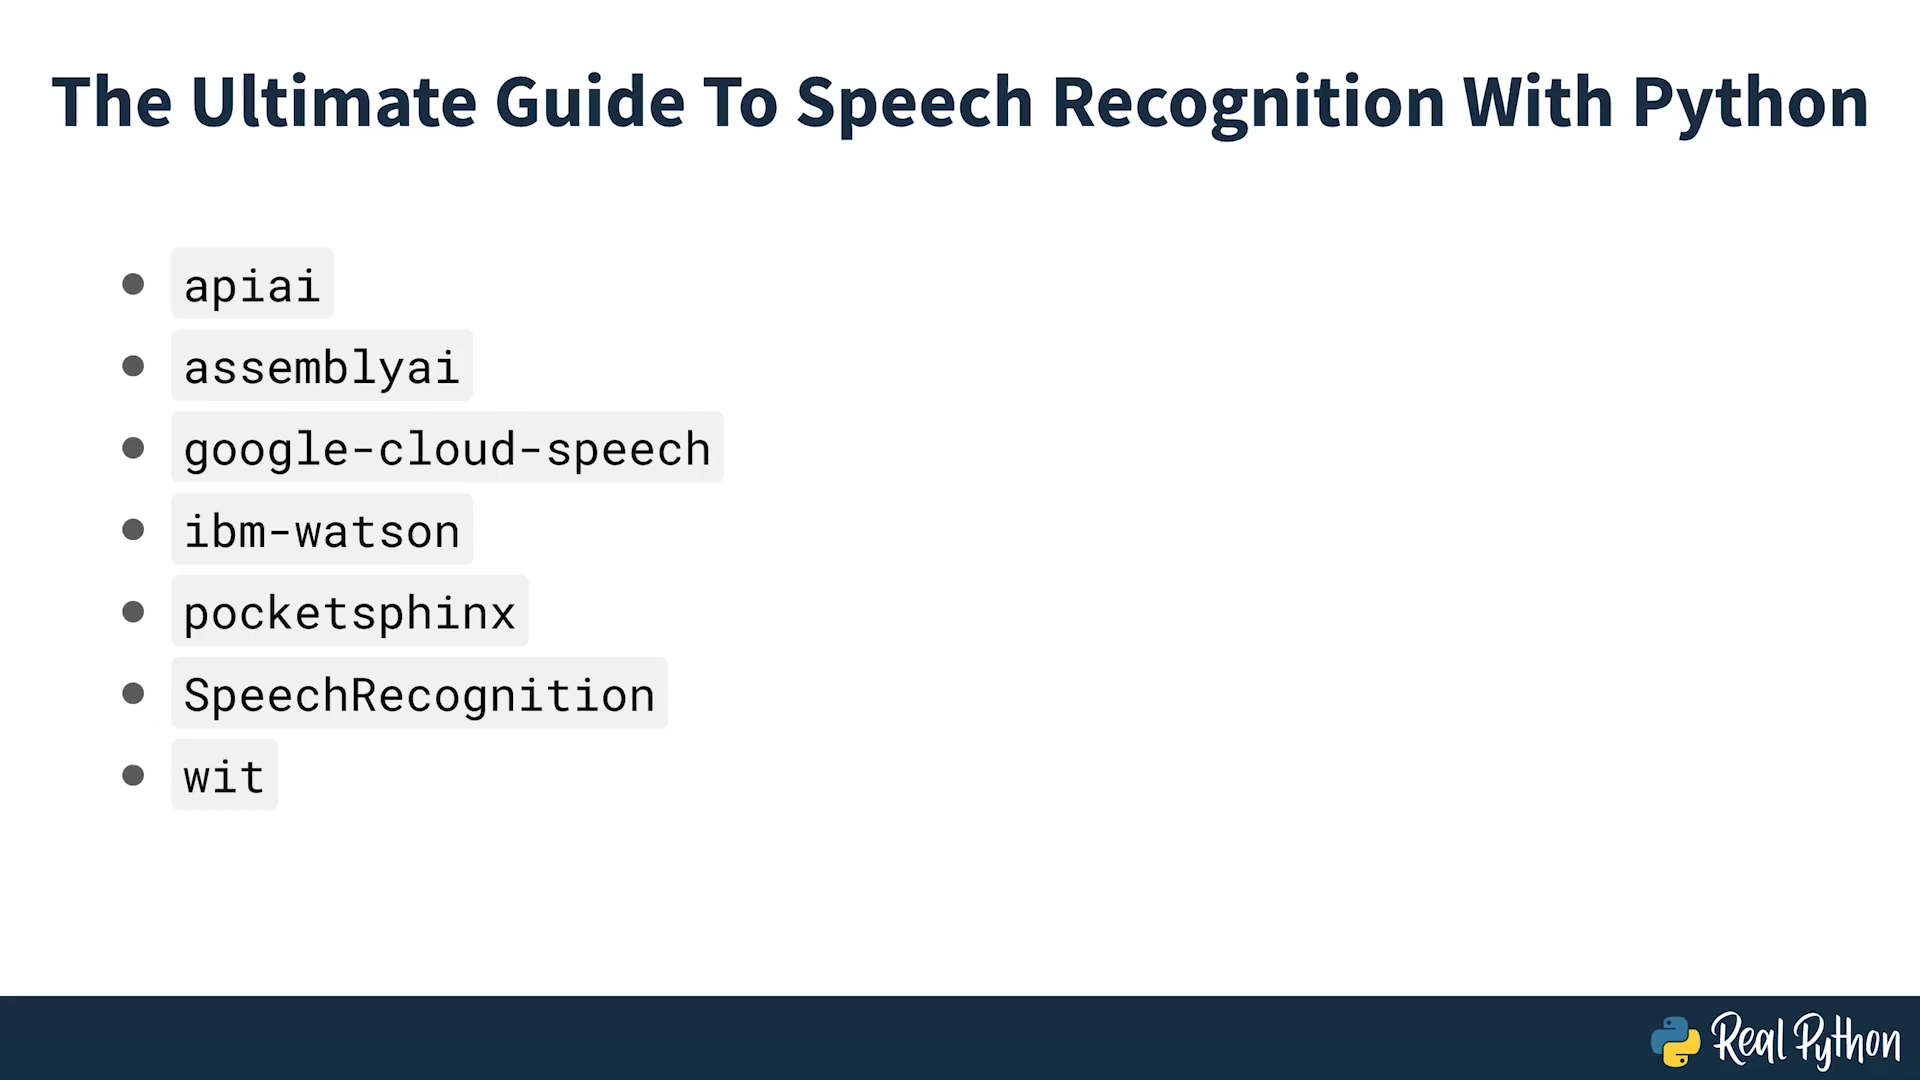 The Ultimate Guide To Speech Recognition With Python
apiai
assemblyai
google-cloud-speech
ibm-watson
pocketsphinx
SpeechRecognition
wit
Real Python